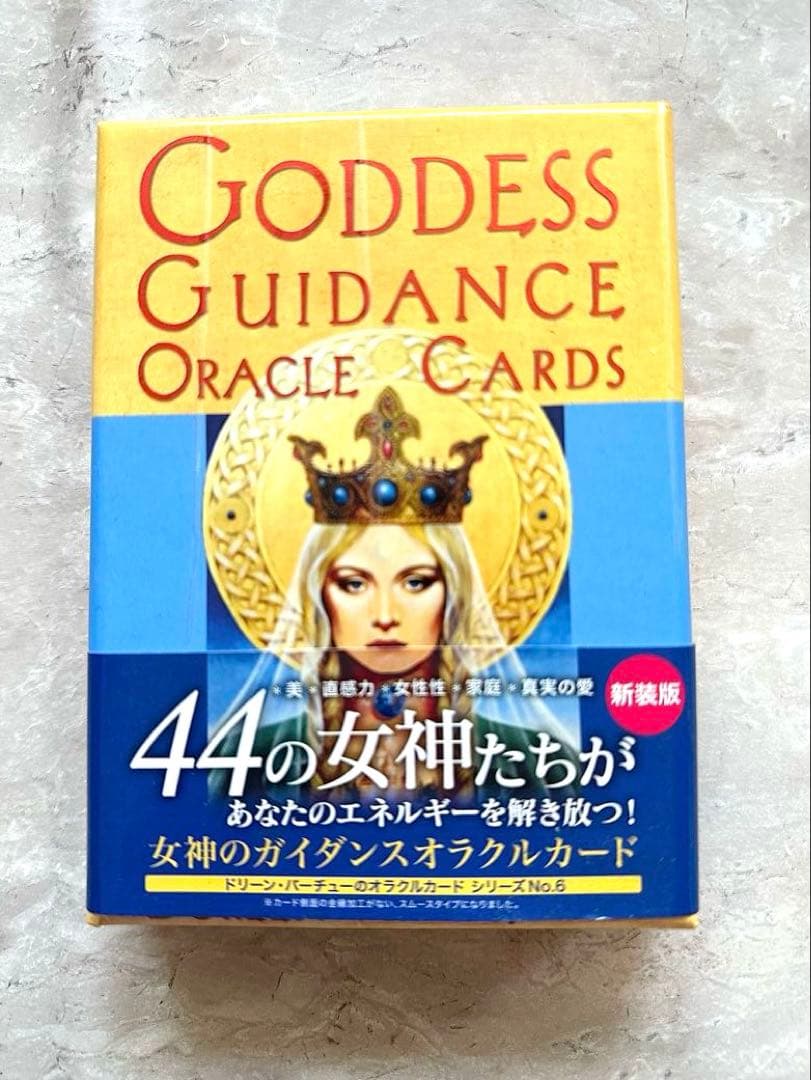 GODDESS
GUIDANCE
ORACLE CARDS
*美 *直感力 *女性性 *家庭 *真実の愛
新装版
44の女神たちが
あなたのエネルギーを解き放つ!
女神のガイダンスオラクルカード
ドリーン・バーチューのオラクルカード シリーズNo.6
※カード側面の金縁加工がない、スムースタイプになりました。